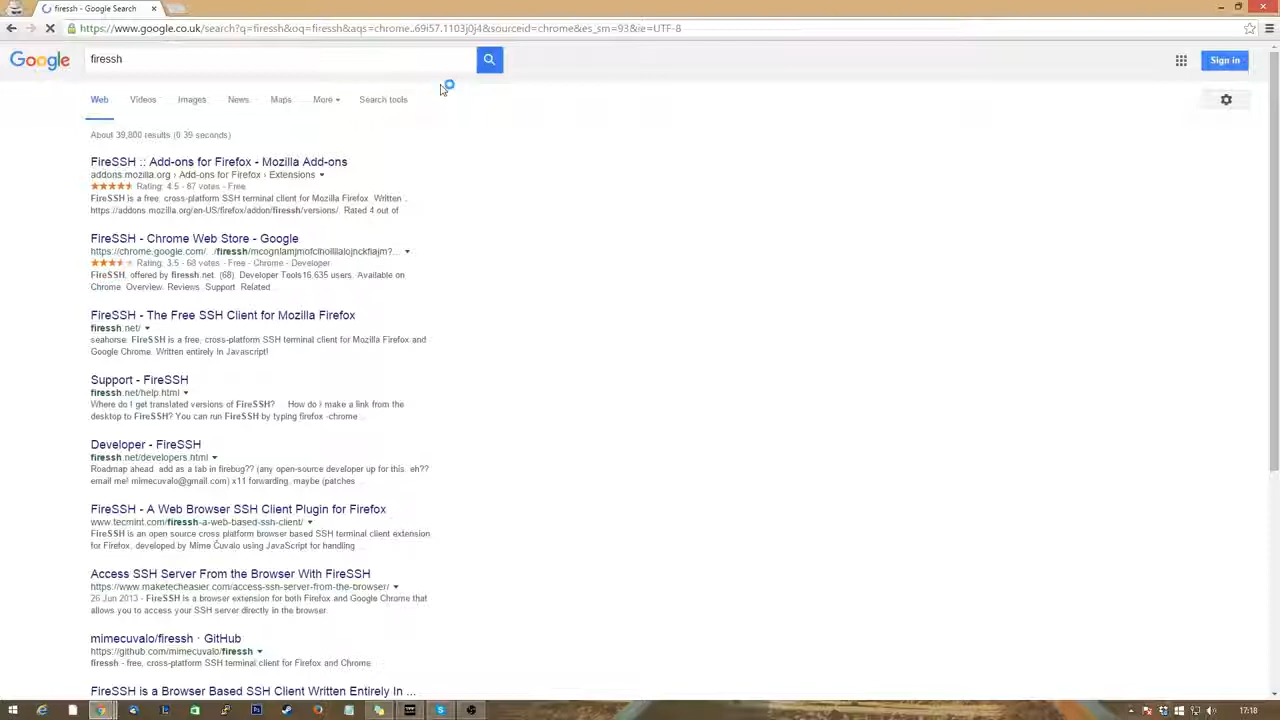 firessh - Google Search
https://www.google.co.uk/search?q=firessh&oq=firessh&aqs=chrome..69i57.1103j0j4&sourceid=chrome&es_sm=93&ie=UTF-8
Google
firessh
Sign in
Web Videos Images News Maps More Search tools
About 39,800 results (0.39 seconds)
FireSSH :: Add-ons for Firefox - Mozilla Add-ons
addons.mozilla.org › Add-ons for Firefox › Extensions
Rating: 4.5 - 87 votes - Free
FireSSH is a free, cross-platform SSH terminal client for Mozilla Firefox. Written ..
https://addons.mozilla.org/en-US/firefox/addon/firessh/versions/. Rated 4 out of
FireSSH - Chrome Web Store - Google
https://chrome.google.com/.../firessh/
Rating: 3.5 - 68 votes - Free - Chrome - Developer
FireSSH, offered by firessh.net. (68). Developer Tools16,635 users. Available on
Chrome. Overview. Reviews. Support. Related
FireSSH - The Free SSH Client for Mozilla Firefox
firessh.net/
seahorse. FireSSH is a free, cross-platform SSH terminal client for Mozilla Firefox and
Google Chrome. Written entirely in Javascript!
Support - FireSSH
firessh.net/help.html
Where do I get translated versions of FireSSH? How do I make a link from the
desktop to FireSSH? You can run FireSSH by typing firefox -chrome
Developer - FireSSH
firessh.net/developers.html
Roadmap ahead. add as a tab in firebug?? (any open-source developer up for this, eh??
email me! mimecuvalo@gmail.com) x11 forwarding, maybe (patches
FireSSH - A Web Browser SSH Client Plugin for Firefox
www.tecmint.com/firessh-a-web-based-ssh-client/
FireSSH is an open source cross platform browser based SSH terminal client extension
for Firefox, developed by Mime Čuvalo using JavaScript for handling
Access SSH Server From the Browser With FireSSH
https://www.maketecheasier.com/access-ssh-server-from-the-browser/
26 Jun 2013 - FireSSH is a browser extension for both Firefox and Google Chrome that
allows you to access your SSH server directly in the browser.
mimecuvalo/firessh · GitHub
https://github.com/mimecuvalo/firessh
firessh - free, cross-platform SSH terminal client for Firefox and Chrome.
FireSSH is a Browser Based SSH Client Written Entirely In ...
17:18